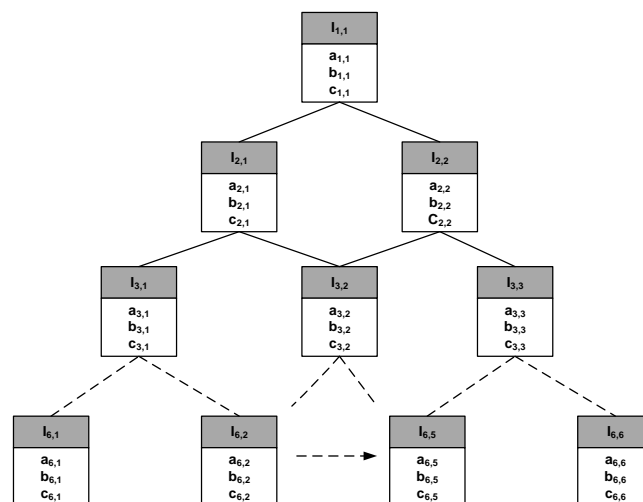 I1,1
a1,1
b1,1
c1,1
I2,1
a2,1
b2,1
c2,1
I2,2
a2,2
b2,2
C2,2
I3,1
a3,1
b3,1
c3,1
I3,2
a3,2
b3,2
c3,2
I3,3
a3,3
b3,3
c3,3
I6,1
a6,1
b6,1
c6,1
I6,2
a6,2
b6,2
c6,2
I6,5
a6,5
b6,5
c6,5
I6,6
a6,6
b6,6
c6,6